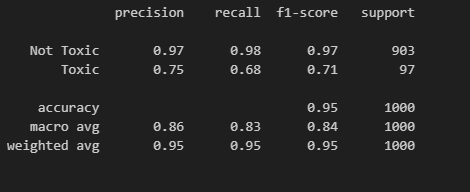 precision recall f1-score support
Not Toxic 0.97 0.98 0.97 903
Toxic 0.75 0.68 0.71 97
accuracy 0.95 1000
macro avg 0.86 0.83 0.84 1000
weighted avg 0.95 0.95 0.95 1000